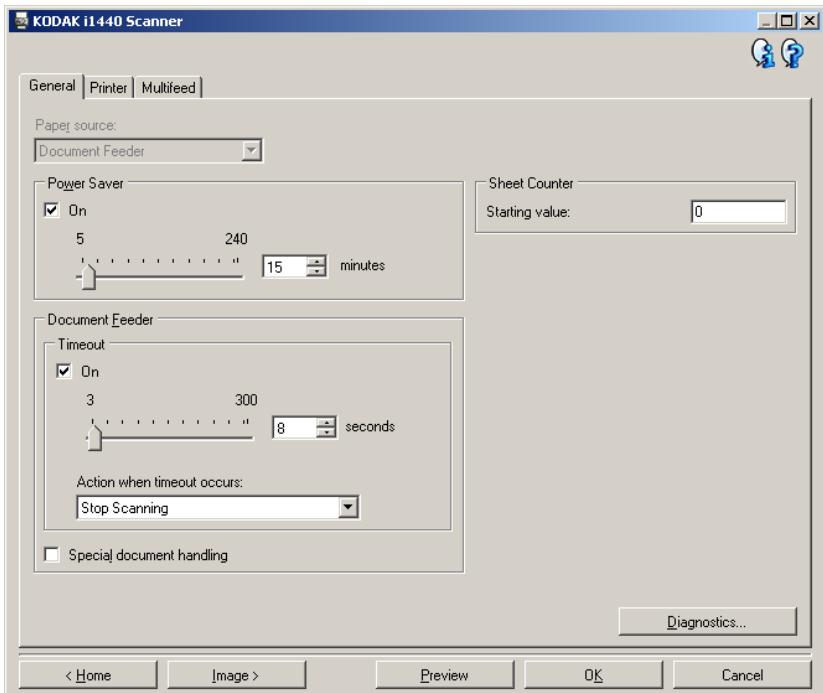 KODAK i1440 Scanner
General Printer Multifeed
Paper source:
Document Feeder
Power Saver
On
5 240
15 minutes
Sheet Counter
Starting value: 0
Document Feeder
Timeout
On
3 300
8 seconds
Action when timeout occurs:
Stop Scanning
Special document handling
Diagnostics...
< Home Image > Preview OK Cancel